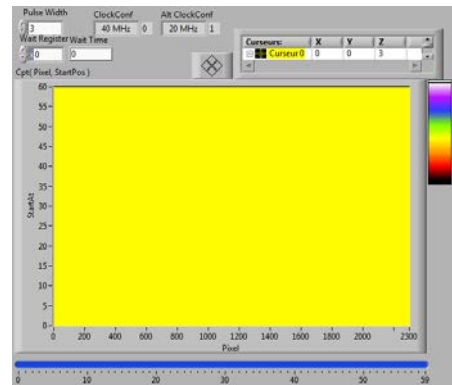 Pulse Width ClockConf Alt ClockConf
3 40 MHz 0 20 MHz 1
Wait Register Wait Time
0 0
Curseurs: X Y Z
Curseur 0 0 0 3
Cpt( Pixel, StartPos )
60
55
50
45
40
35
30
25
20
15
10
5
0
StartAt
0 200 400 600 800 1000 1200 1400 1600 1800 2000 2300
Pixel
0 10 20 30 40 50 59